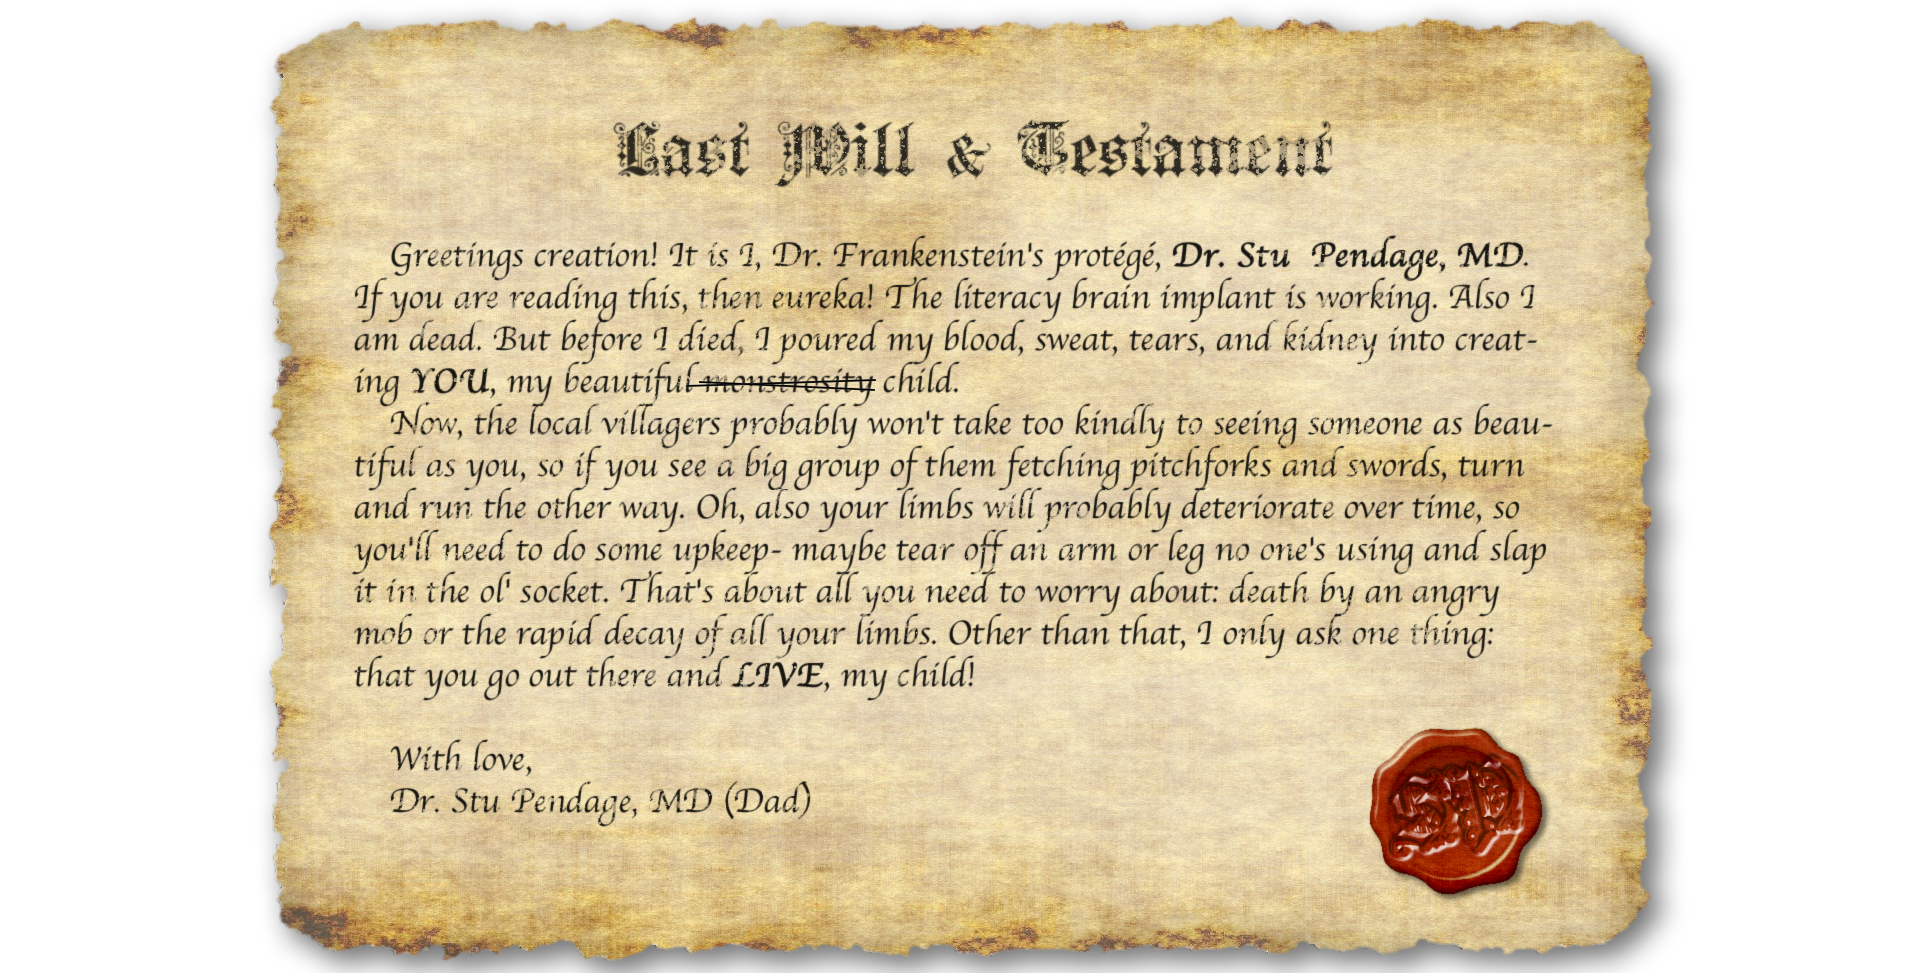 Last Will & Testament
Greetings creation! It is I, Dr. Frankenstein's protégé, Dr. Stu Pendage, MD.
If you are reading this, then eureka! The literacy brain implant is working. Also I
am dead. But before I died, I poured my blood, sweat, tears, and kidney into creat-
ing YOU, my beautiful monstrosity child.
Now, the local villagers probably won't take too kindly to seeing someone as beau-
tiful as you, so if you see a big group of them fetching pitchforks and swords, turn
and run the other way. Oh, also your limbs will probably deteriorate over time, so
you'll need to do some upkeep- maybe tear off an arm or leg no one's using and slap
it in the ol' socket. That's about all you need to worry about: death by an angry
mob or the rapid decay of all your limbs. Other than that, I only ask one thing:
that you go out there and LIVE, my child!
With love,
Dr. Stu Pendage, MD (Dad)